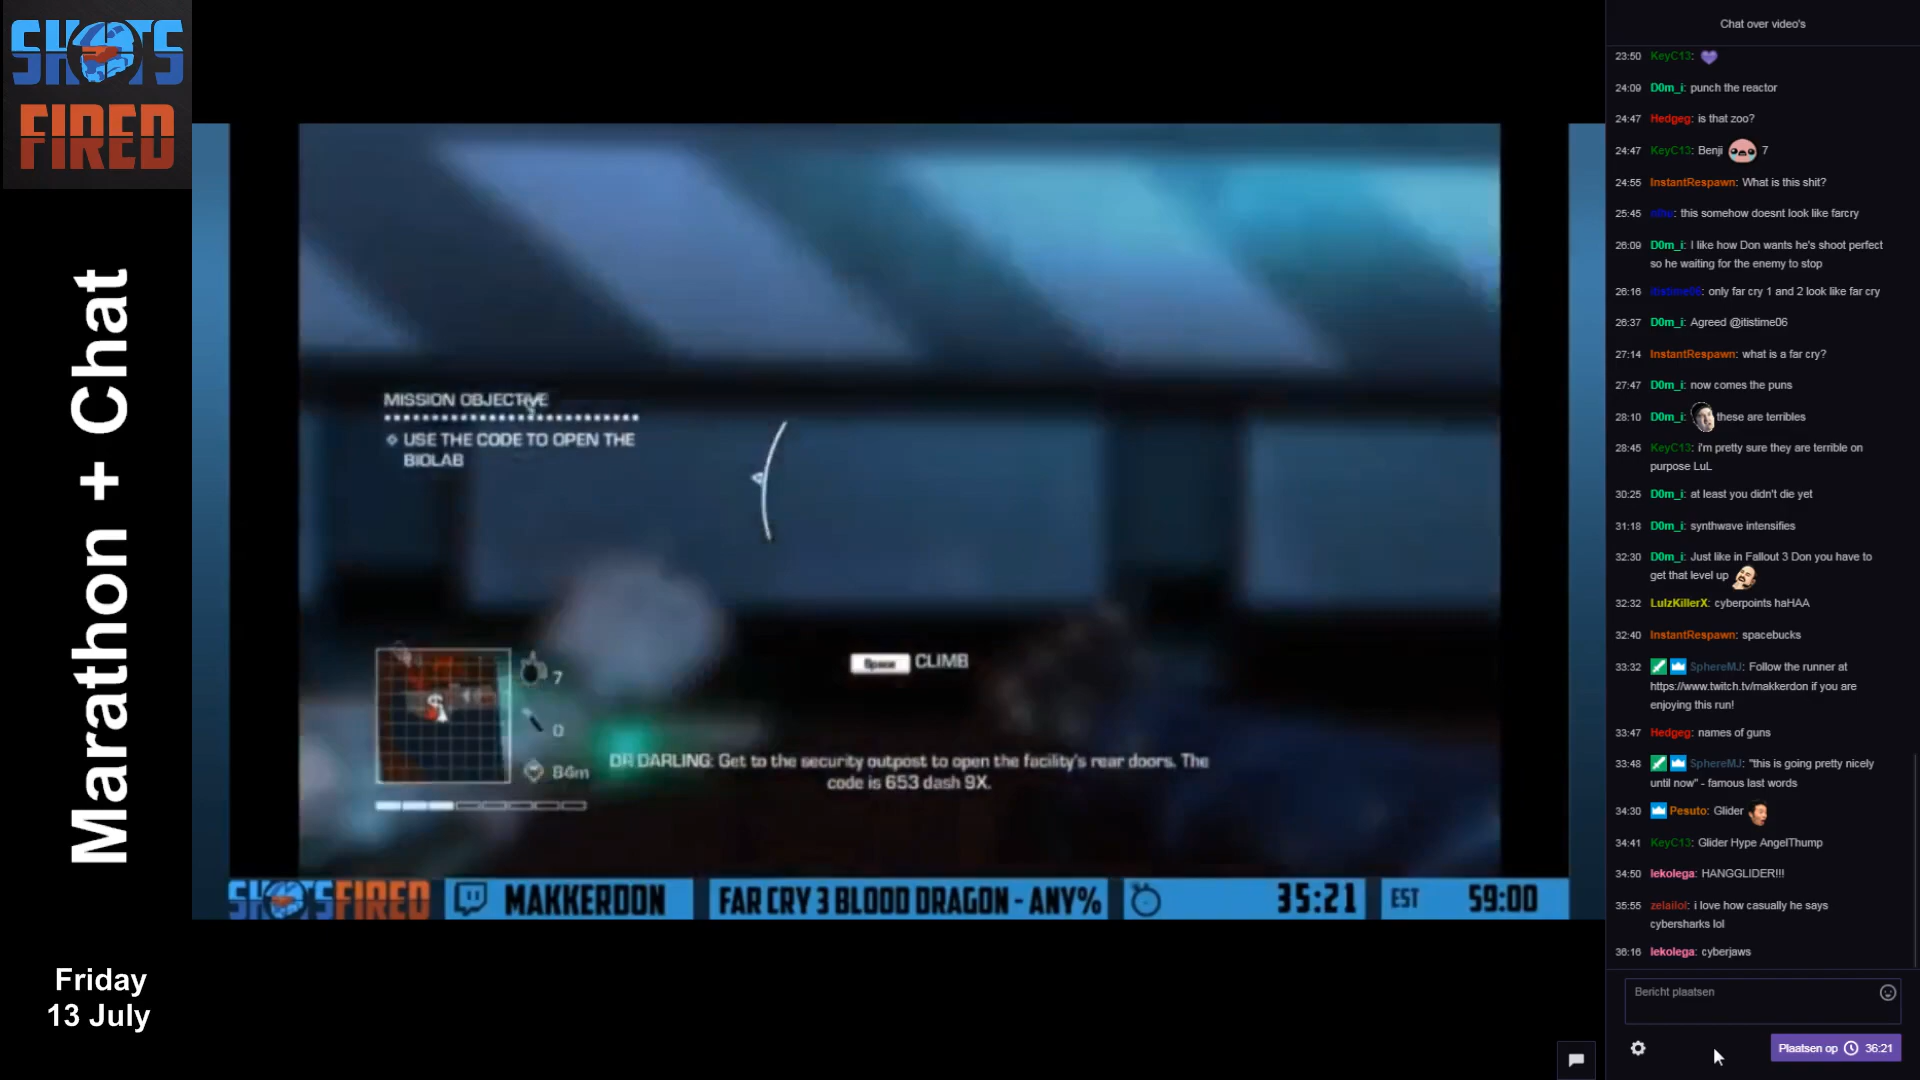 SHOTS
FIRED
Marathon + Chat
Friday
13 July
MISSION OBJECTIVE
USE THE CODE TO OPEN THE
BIOLAB
7
0
84m
Space CLIMB
DR DARLING: Get to the security outpost to open the facility's rear doors. The
code is 653 dash 9X.
SHOTSFIRED
MAKKERDON
FAR CRY 3 BLOOD DRAGON - ANY%
35:21
EST 59:00
Chat over video's
23:50 KeyC13:
24:09 D0m_i: punch the reactor
24:47 Hedgeg: is that zoo?
24:47 KeyC13: Benji 7
24:55 InstantRespawn: What is this shit?
25:45 : this somehow doesnt look like farcry
26:09 D0m_i: I like how Don wants he's shoot perfect
so he waiting for the enemy to stop
26:16 itistime06: only far cry 1 and 2 look like far cry
26:37 D0m_i: Agreed @itistime06
27:14 InstantRespawn: what is a far cry?
27:47 D0m_i: now comes the puns
28:10 D0m_i: these are terribles
28:45 KeyC13: i'm pretty sure they are terrible on
purpose LuL
30:25 D0m_i: at least you didn't die yet
31:18 D0m_i: synthwave intensifies
32:30 D0m_i: Just like in Fallout 3 Don you have to
get that level up
32:32 LulzKillerX: cyberpoints haHAA
32:40 InstantRespawn: spacebucks
33:32 SphereMJ: Follow the runner at
https://www.twitch.tv/makkerdon if you are
enjoying this run!
33:47 Hedgeg: names of guns
33:48 SphereMJ: "this is going pretty nicely
until now" - famous last words
34:30 Pesuto: Glider
34:41 KeyC13: Glider Hype AngelThump
34:50 lekolega: HANGGLIDER!!!
35:55 zelailol: i love how casually he says
cybersharks lol
36:16 lekolega: cyberjaws
Bericht plaatsen
Plaatsen op 36:21